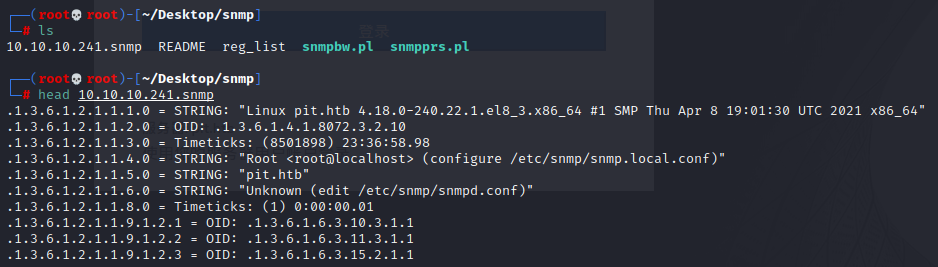 ┌──(root💀root)-[~/Desktop/snmp]
└─# ls
10.10.10.241.snmp README reg_list snmpbw.pl snmpprs.pl
┌──(root💀root)-[~/Desktop/snmp]
└─# head 10.10.10.241.snmp
.1.3.6.1.2.1.1.1.0 = STRING: "Linux pit.htb 4.18.0-240.22.1.el8_3.x86_64 #1 SMP Thu Apr 8 19:01:30 UTC 2021 x86_64"
.1.3.6.1.2.1.1.2.0 = OID: .1.3.6.1.4.1.8072.3.2.10
.1.3.6.1.2.1.1.3.0 = Timeticks: (8501898) 23:36:58.98
.1.3.6.1.2.1.1.4.0 = STRING: "Root <root@localhost> (configure /etc/snmp/snmp.local.conf)"
.1.3.6.1.2.1.1.5.0 = STRING: "pit.htb"
.1.3.6.1.2.1.1.6.0 = STRING: "Unknown (edit /etc/snmp/snmpd.conf)"
.1.3.6.1.2.1.1.8.0 = Timeticks: (1) 0:00:00.01
.1.3.6.1.2.1.1.9.1.2.1 = OID: .1.3.6.1.6.3.10.3.1.1
.1.3.6.1.2.1.1.9.1.2.2 = OID: .1.3.6.1.6.3.11.3.1.1
.1.3.6.1.2.1.1.9.1.2.3 = OID: .1.3.6.1.6.3.15.2.1.1